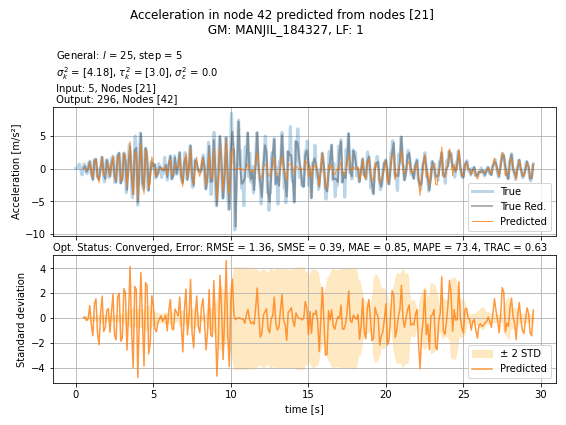 Acceleration in node 42 predicted from nodes [21]
GM: MANJIL_184327, LF: 1
General: l = 25, step = 5
σ²ₖ = [4.18], τ²ₖ = [3.0], σ²ε = 0.0
Input: 5, Nodes [21]
Output: 296, Nodes [42]
Acceleration [m/s²]
5
0
−5
−10
True
True Red.
Predicted
Opt. Status: Converged, Error: RMSE = 1.36, SMSE = 0.39, MAE = 0.85, MAPE = 73.4, TRAC = 0.63
Standard deviation
4
2
0
−2
−4
± 2 STD
Predicted
0 5 10 15 20 25 30
time [s]